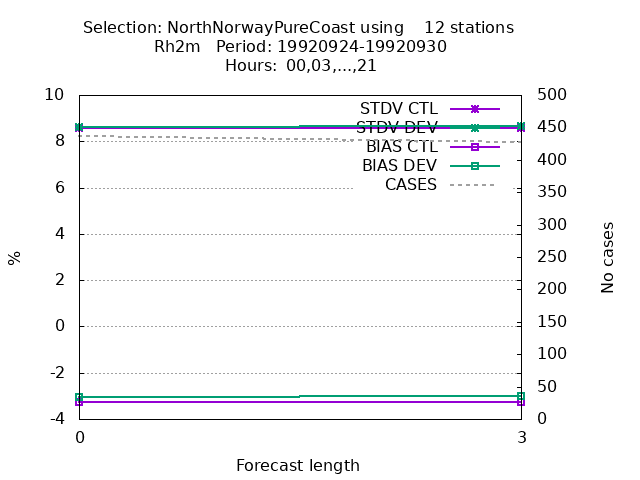 Selection: NorthNorwayPureCoast using    12 stations
Rh2m   Period: 19920924-19920930
Hours:  00,03,...,21
10
8
6
4
2
0
-2
-4
500
450
400
350
300
250
200
150
100
50
0
STDV CTL
STDV DEV
BIAS CTL
BIAS DEV
CASES
%
No cases
0
3
Forecast length